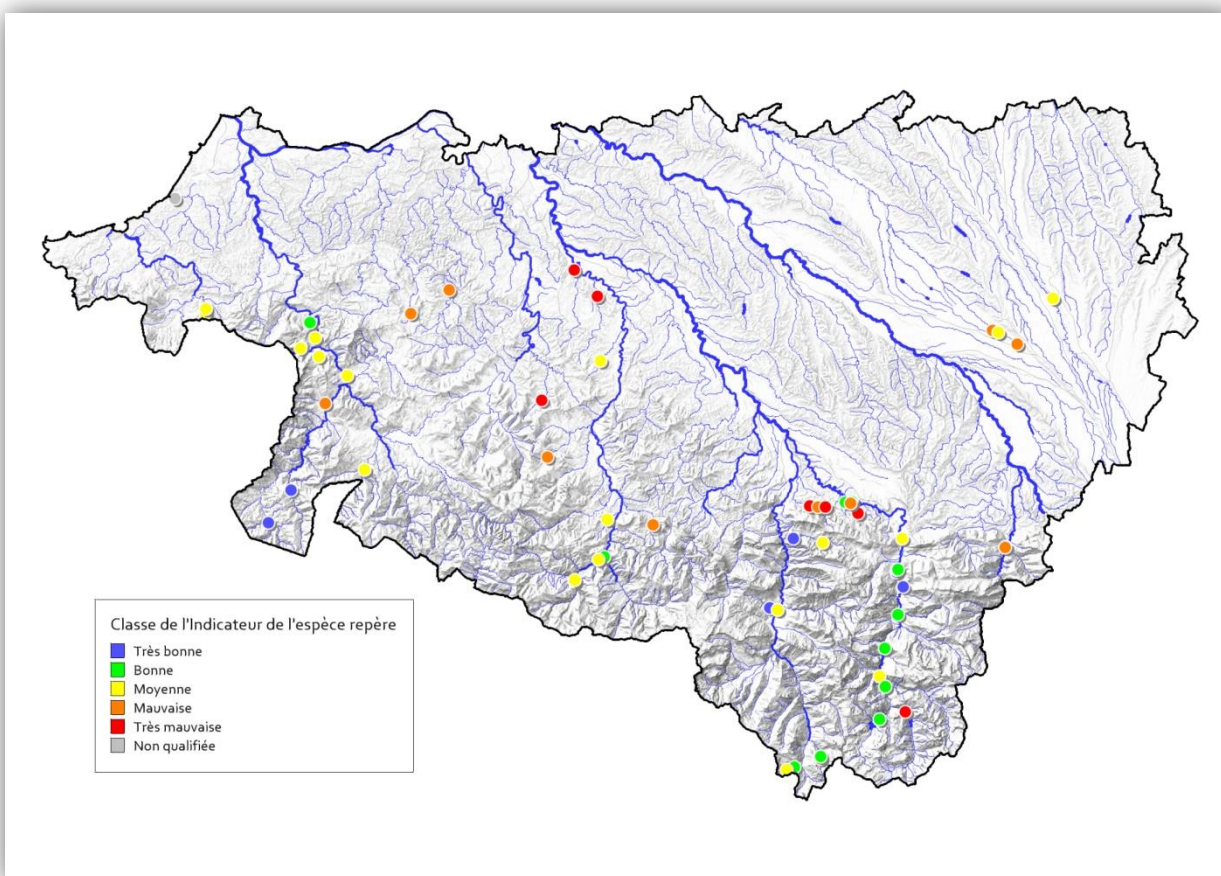 Classe de l'Indicateur de l'espèce repère
Très bonne
Bonne
Moyenne
Mauvaise
Très mauvaise
Non qualifiée